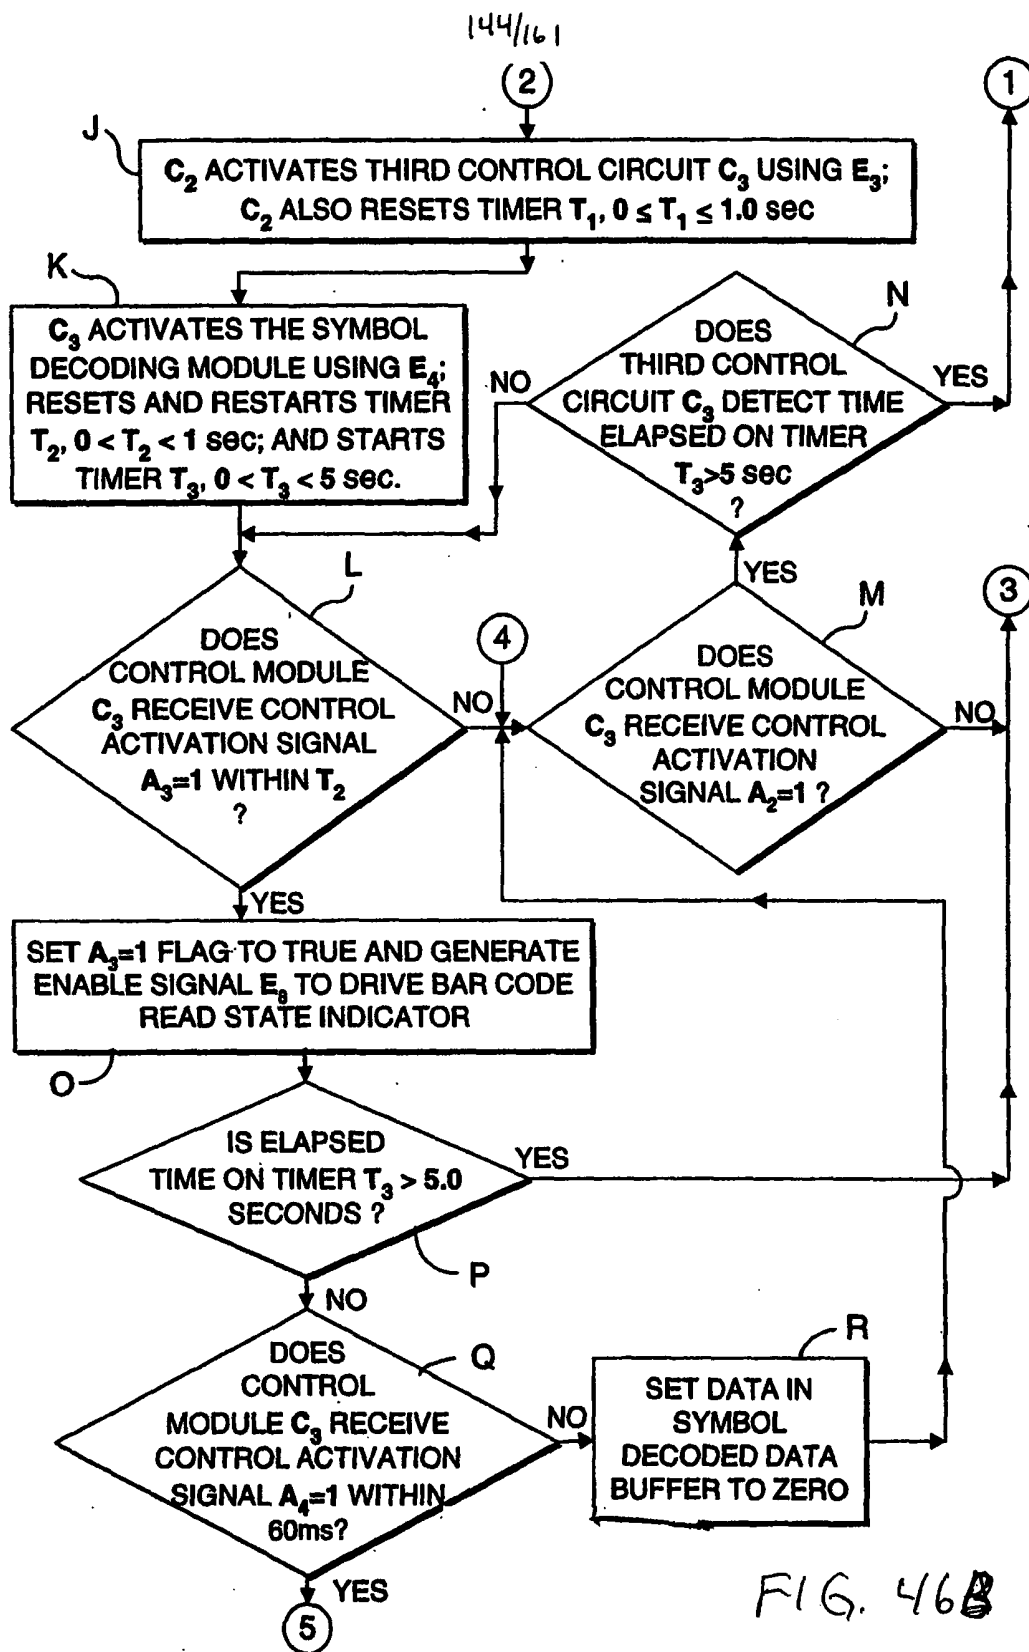 144/161
2
1
J
C₂ ACTIVATES THIRD CONTROL CIRCUIT C₃ USING E₃;
C₂ ALSO RESETS TIMER T₁, 0 ≤ T₁ ≤ 1.0 sec
K
C₃ ACTIVATES THE SYMBOL
DECODING MODULE USING E₄;
RESETS AND RESTARTS TIMER
T₂, 0 < T₂ < 1 sec; AND STARTS
TIMER T₃, 0 < T₃ < 5 sec.
N
DOES
THIRD CONTROL
CIRCUIT C₃ DETECT TIME
ELAPSED ON TIMER
T₃>5 sec
?
NO
YES
L
DOES
CONTROL MODULE
C₃ RECEIVE CONTROL
ACTIVATION SIGNAL
A₃=1 WITHIN T₂
?
NO
YES
4
YES
M
DOES
CONTROL MODULE
C₃ RECEIVE CONTROL
ACTIVATION
SIGNAL A₂=1 ?
NO
3
SET A₃=1 FLAG TO TRUE AND GENERATE
ENABLE SIGNAL E₈ TO DRIVE BAR CODE
READ STATE INDICATOR
O
IS ELAPSED
TIME ON TIMER T₃ > 5.0
SECONDS ?
YES
P
NO
DOES
CONTROL
MODULE C₃ RECEIVE
CONTROL ACTIVATION
SIGNAL A₄=1 WITHIN
60ms?
Q
NO
R
SET DATA IN
SYMBOL
DECODED DATA
BUFFER TO ZERO
YES
5
FIG. 46B